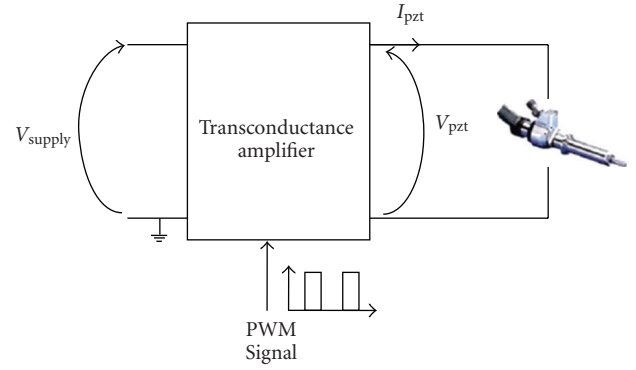 I_pzt
V_supply
Transconductance
amplifier
V_pzt
PWM
Signal